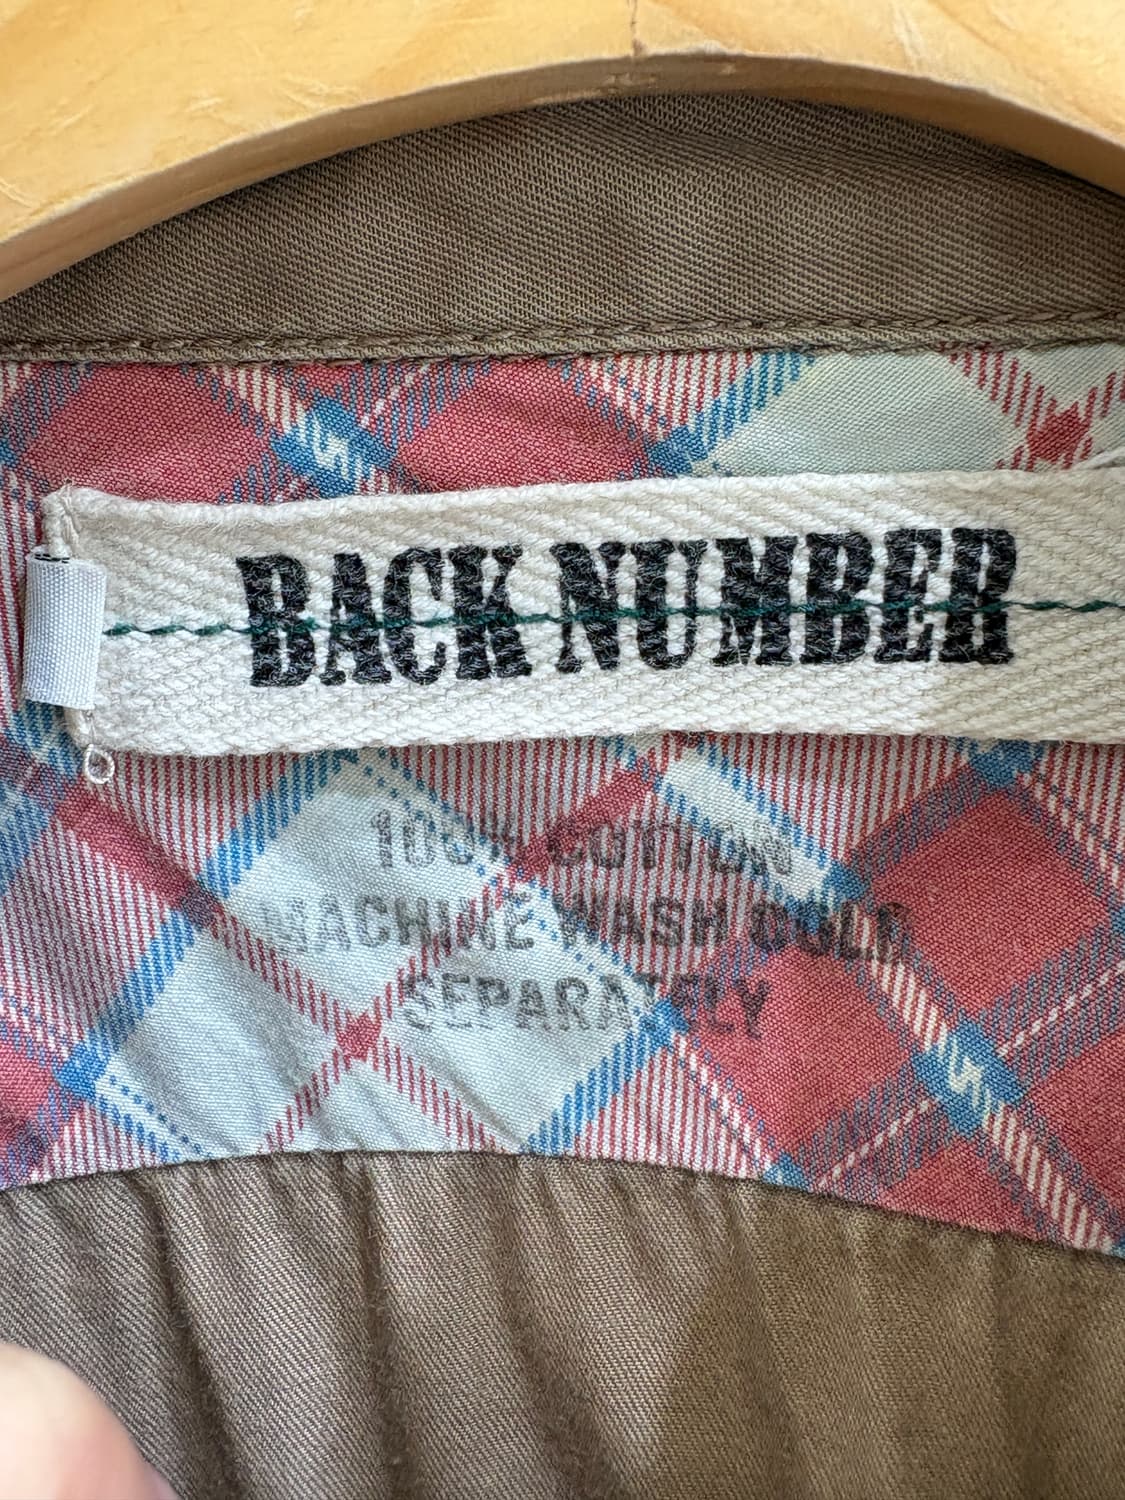 BACK NUMBER
100% COTTON
MACHINE WASH COLD
SEPARATELY